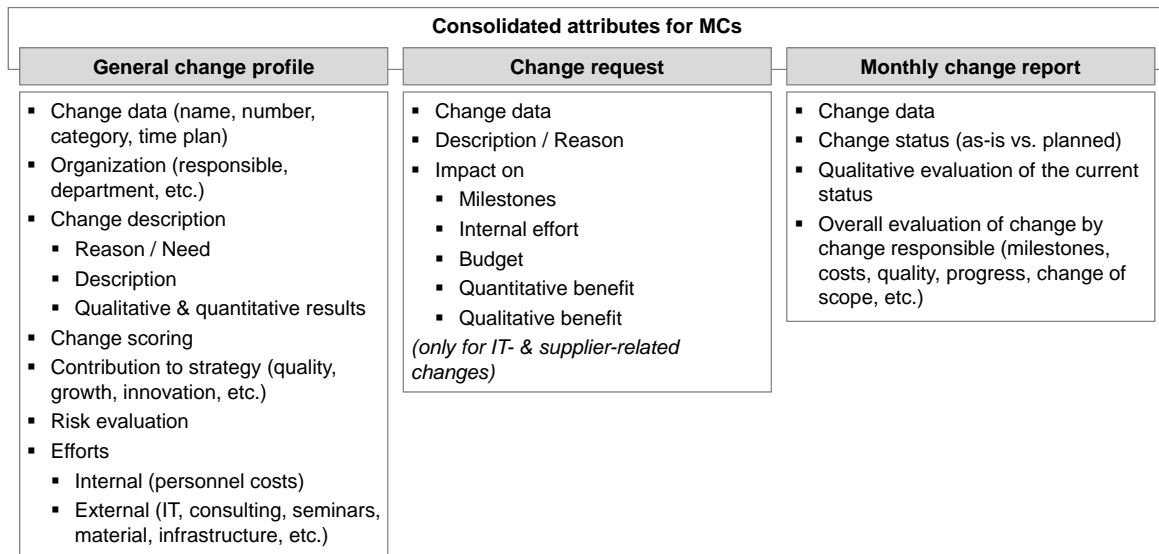 Consolidated attributes for MCs
General change profile
▪ Change data (name, number,
category, time plan)
▪ Organization (responsible,
department, etc.)
▪ Change description
▪ Reason / Need
▪ Description
▪ Qualitative & quantitative results
▪ Change scoring
▪ Contribution to strategy (quality,
growth, innovation, etc.)
▪ Risk evaluation
▪ Efforts
▪ Internal (personnel costs)
▪ External (IT, consulting, seminars,
material, infrastructure, etc.)
Change request
▪ Change data
▪ Description / Reason
▪ Impact on
▪ Milestones
▪ Internal effort
▪ Budget
▪ Quantitative benefit
▪ Qualitative benefit
(only for IT- & supplier-related
changes)
Monthly change report
▪ Change data
▪ Change status (as-is vs. planned)
▪ Qualitative evaluation of the current
status
▪ Overall evaluation of change by
change responsible (milestones,
costs, quality, progress, change of
scope, etc.)